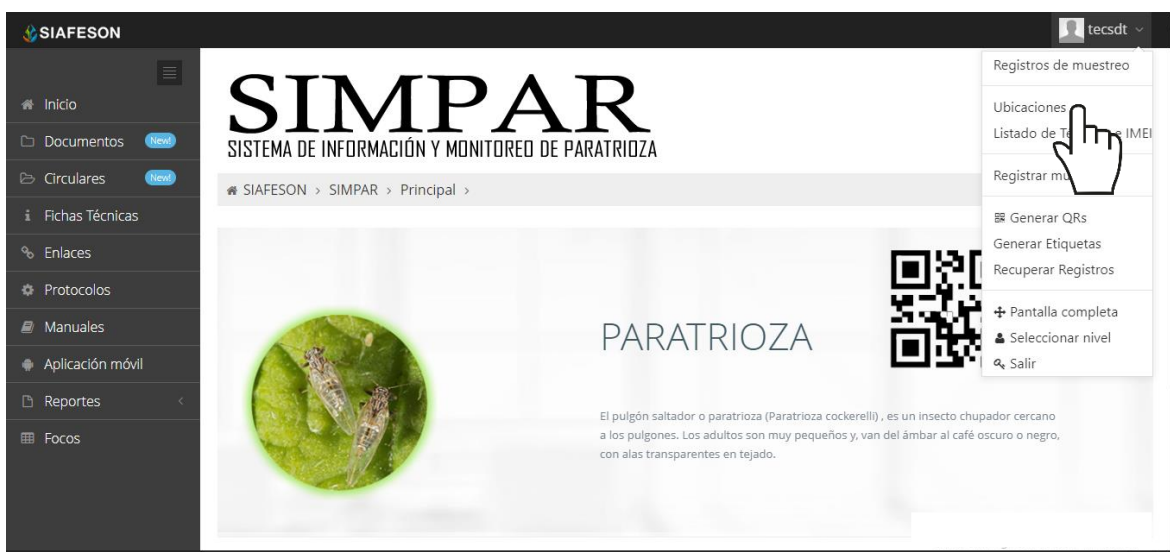 SIAFESON
tecsdt
Inicio
Documentos New!
Circulares New!
Fichas Técnicas
Enlaces
Protocolos
Manuales
Aplicación móvil
Reportes
Focos
SIMPAR
SISTEMA DE INFORMACIÓN Y MONITOREO DE PARATRIOZA
SIAFESON > SIMPAR > Principal >
Registros de muestreo
Ubicaciones
Listado de e IMEI
Registrar
Generar QRs
Generar Etiquetas
Recuperar Registros
Pantalla completa
Seleccionar nivel
Salir
PARATRIOZA
El pulgón saltador o paratrioza (Paratrioza cockerelli) , es un insecto chupador cercano
a los pulgones. Los adultos son muy pequeños y, van del ámbar al café oscuro o negro,
con alas transparentes en tejado.